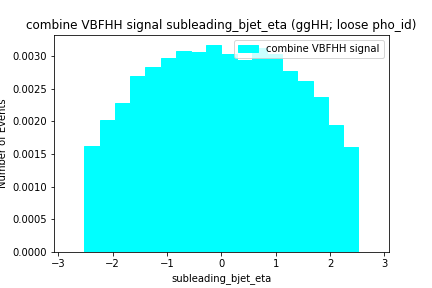 combine VBFHH signal subleading_bjet_eta (ggHH; loose pho_id)
combine VBFHH signal
Number of Events
0.0030
0.0025
0.0020
0.0015
0.0010
0.0005
0.0000
−3 −2 −1 0 1 2 3
subleading_bjet_eta